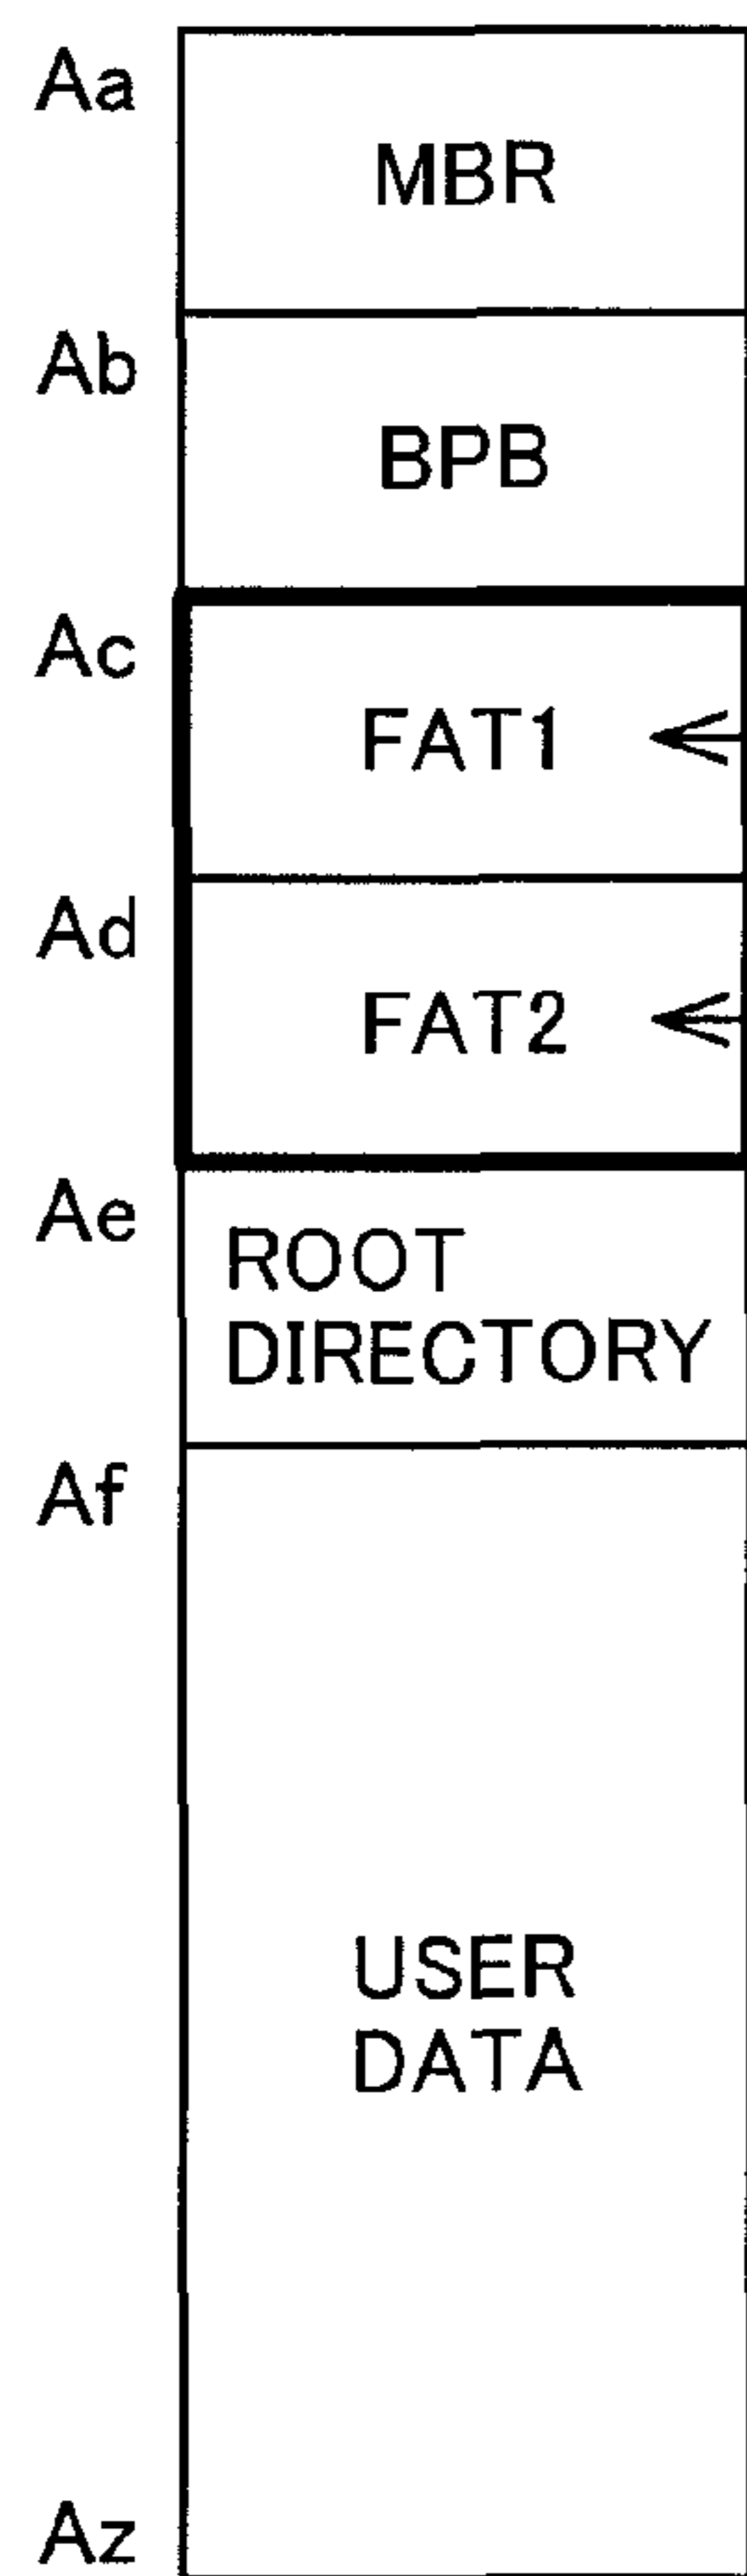 Aa
MBR
Ab
BPB
Ac
FAT1
Ad
FAT2
Ae
ROOT
DIRECTORY
Af
USER
DATA
Az